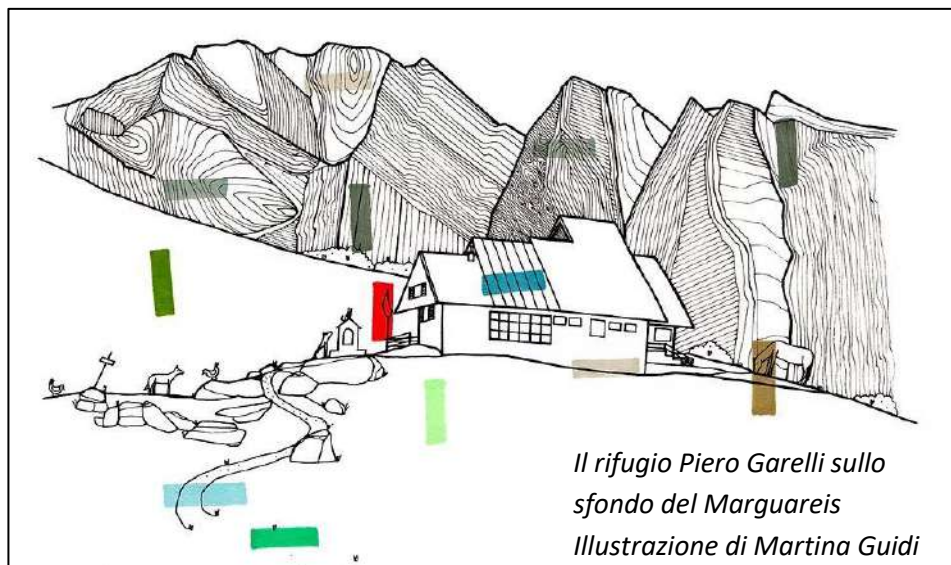 Il rifugio Piero Garelli sullo
sfondo del Marguareis
Illustrazione di Martina Guidi